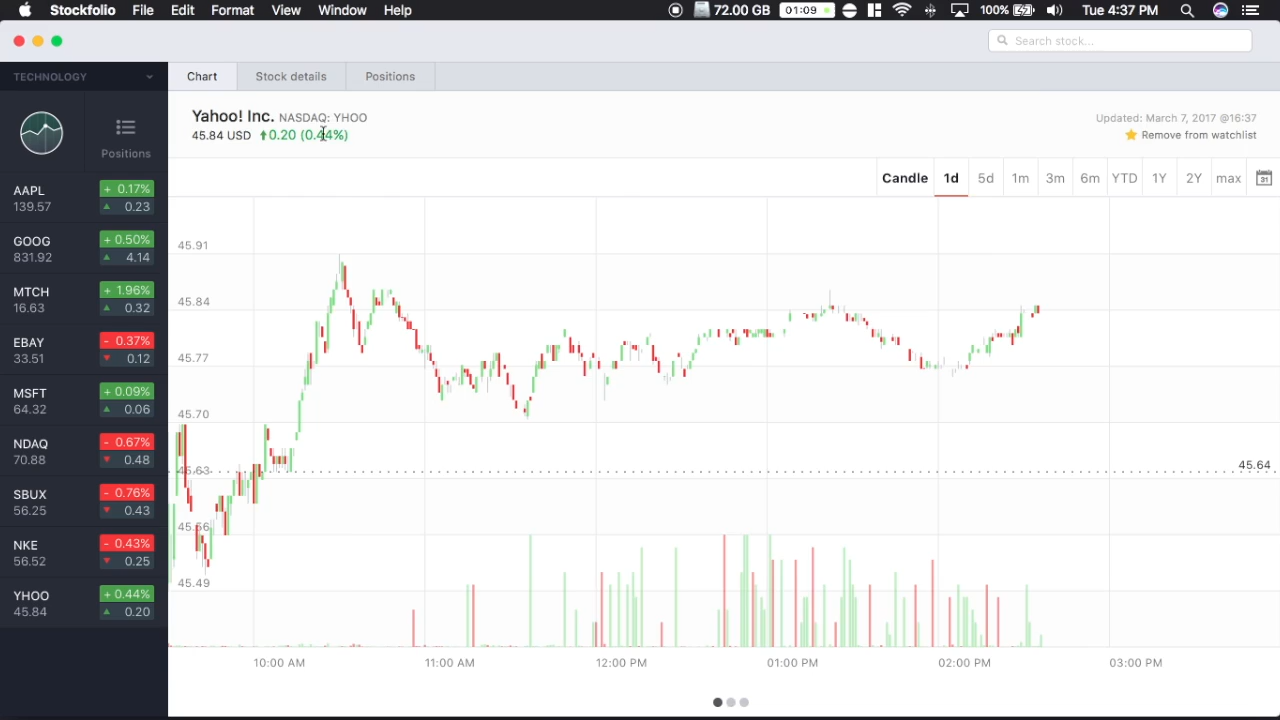 Stockfolio File Edit Format View Window Help 72.00 GB 01:09 100% Tue 4:37 PM
Search stock...
TECHNOLOGY Chart Stock details Positions
Yahoo! Inc. NASDAQ: YHOO
45.84 USD 0.20 (0.44%)
Updated: March 7, 2017 @16:37
Remove from watchlist
Positions
Candle 1d 5d 1m 3m 6m YTD 1Y 2Y max 31
AAPL + 0.17%
139.57 0.23
GOOG + 0.50%
831.92 4.14
MTCH + 1.96%
16.63 0.32
EBAY - 0.37%
33.51 0.12
MSFT + 0.09%
64.32 0.06
NDAQ - 0.67%
70.88 0.48
SBUX - 0.76%
56.25 0.43
NKE - 0.43%
56.52 0.25
YHOO + 0.44%
45.84 0.20
45.91
45.84
45.77
45.70
45.63
45.64
45.56
45.49
10:00 AM 11:00 AM 12:00 PM 01:00 PM 02:00 PM 03:00 PM